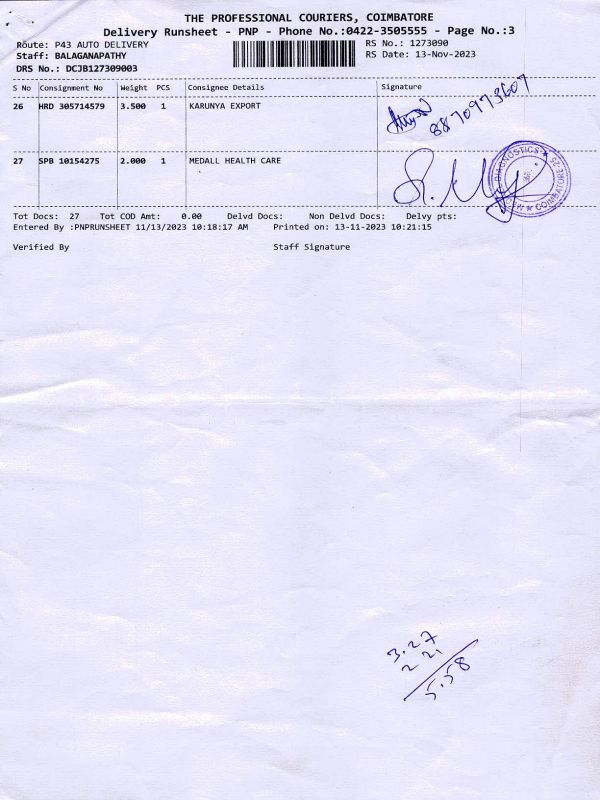 THE PROFESSIONAL COURIERS, COIMBATORE
Delivery Runsheet - PNP - Phone No.:0422-3505555 - Page No.:3
Route: P43 AUTO DELIVERY
RS No.: 1273090
Staff: BALAGANAPATHY
RS Date: 13-Nov-2023
DRS No.: DCJB127309003
S No Consignment No Weight PCS Consignee Details Signature
26 HRD 305714579 3.500 1 KARUNYA EXPORT
8870973607
27 SPB 10154275 2.000 1 MEDALL HEALTH CARE
DIAGNOSTICS ★ COIMBATORE-25 ★
Tot Docs: 27 Tot COD Amt: 0.00 Delvd Docs: Non Delvd Docs: Delvy pts:
Entered By :PNPRUNSHEET 11/13/2023 10:18:17 AM Printed on: 13-11-2023 10:21:15
Verified By Staff Signature
3.27
2 21
5.58